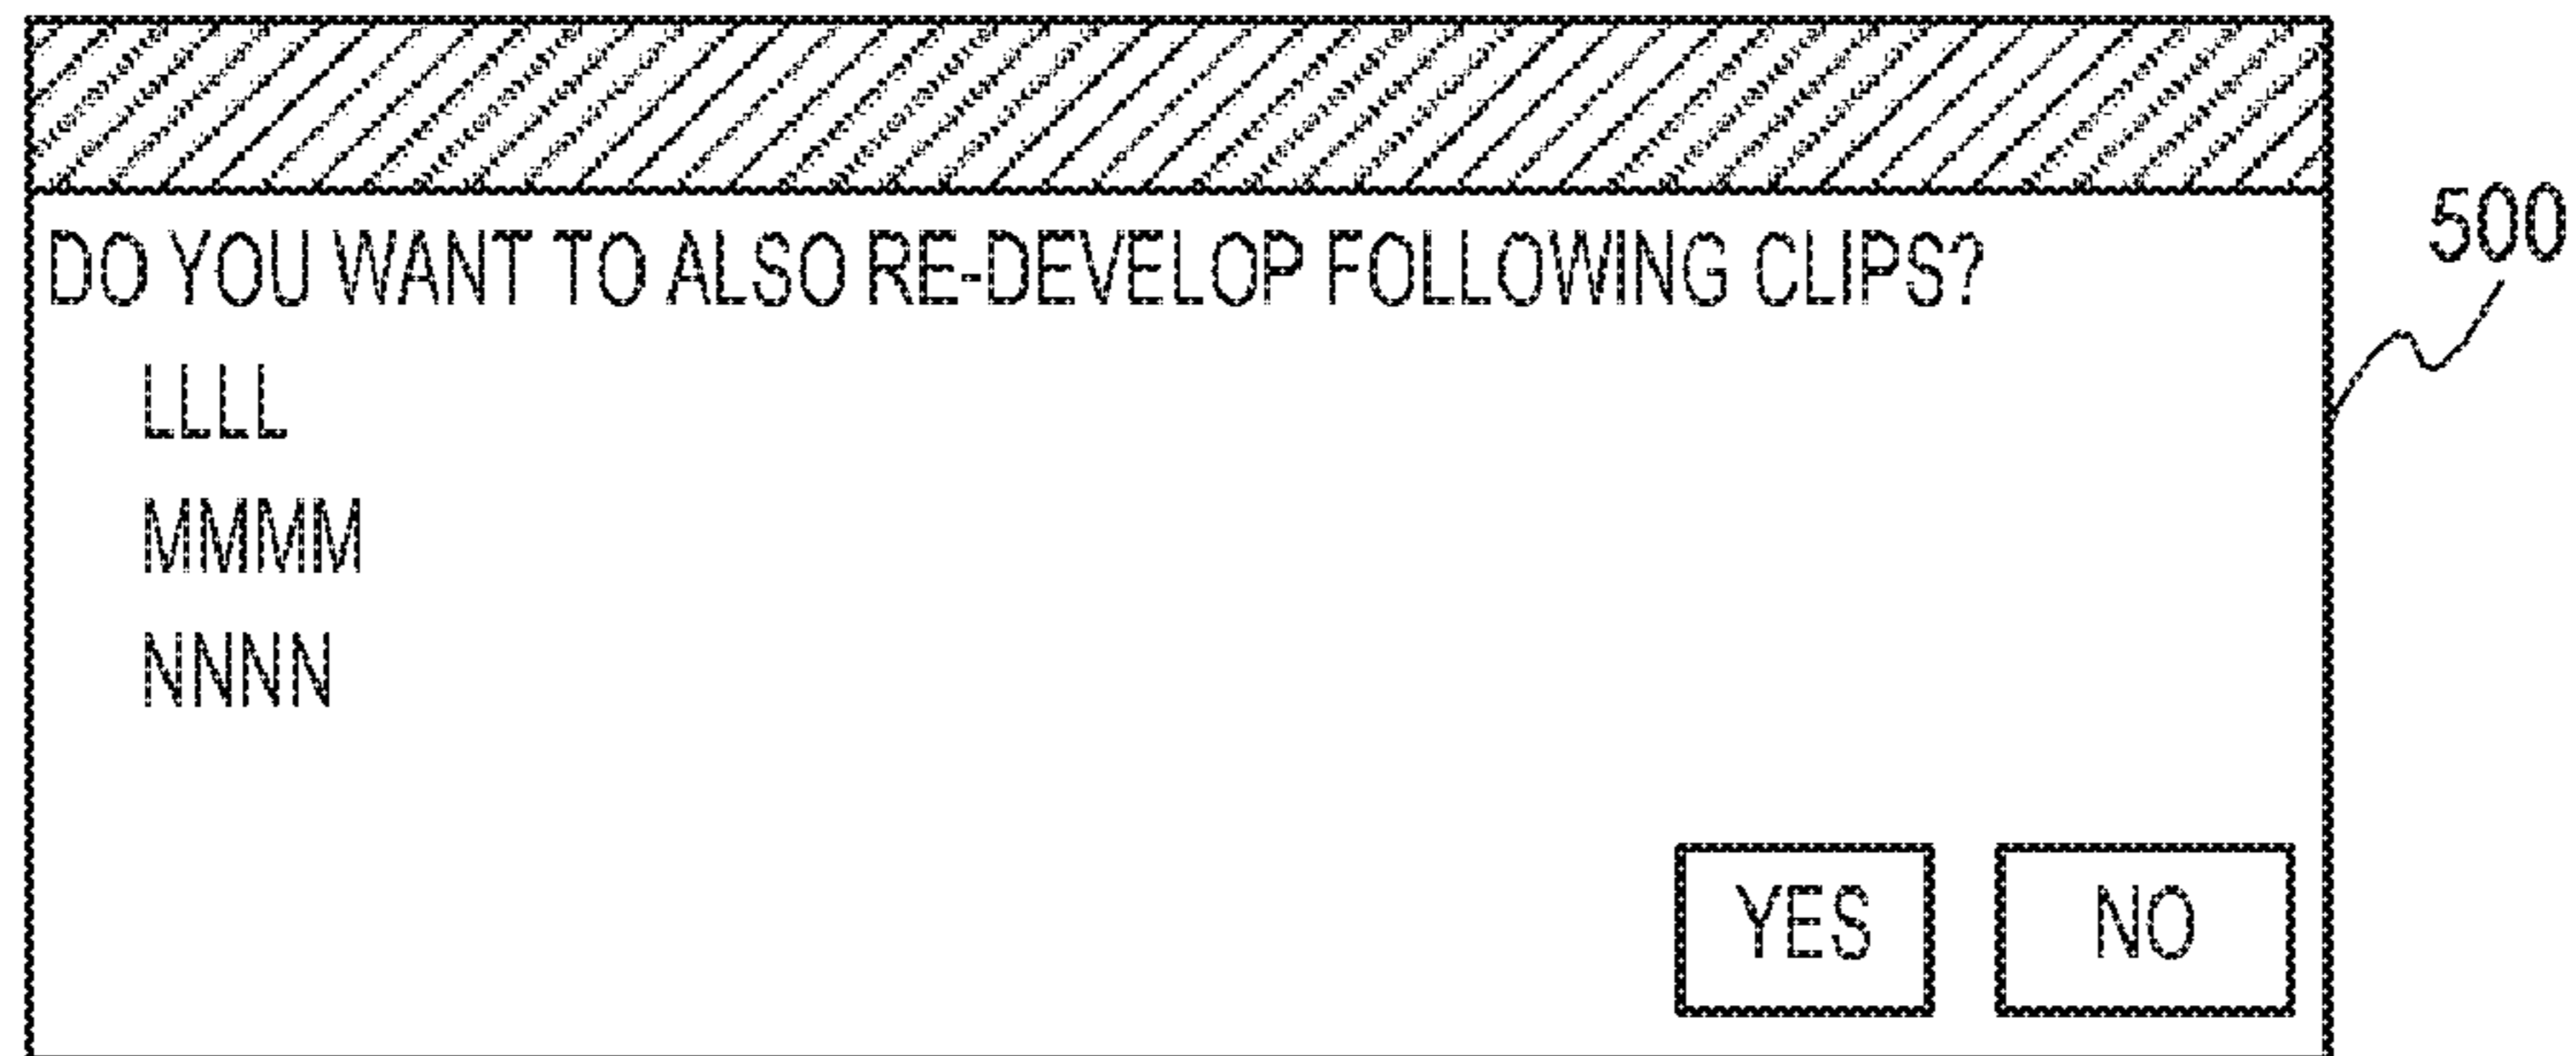 DO YOU WANT TO ALSO RE-DEVELOP FOLLOWING CLIPS?
500
LLLL
MMMM
NNNN
YES NO